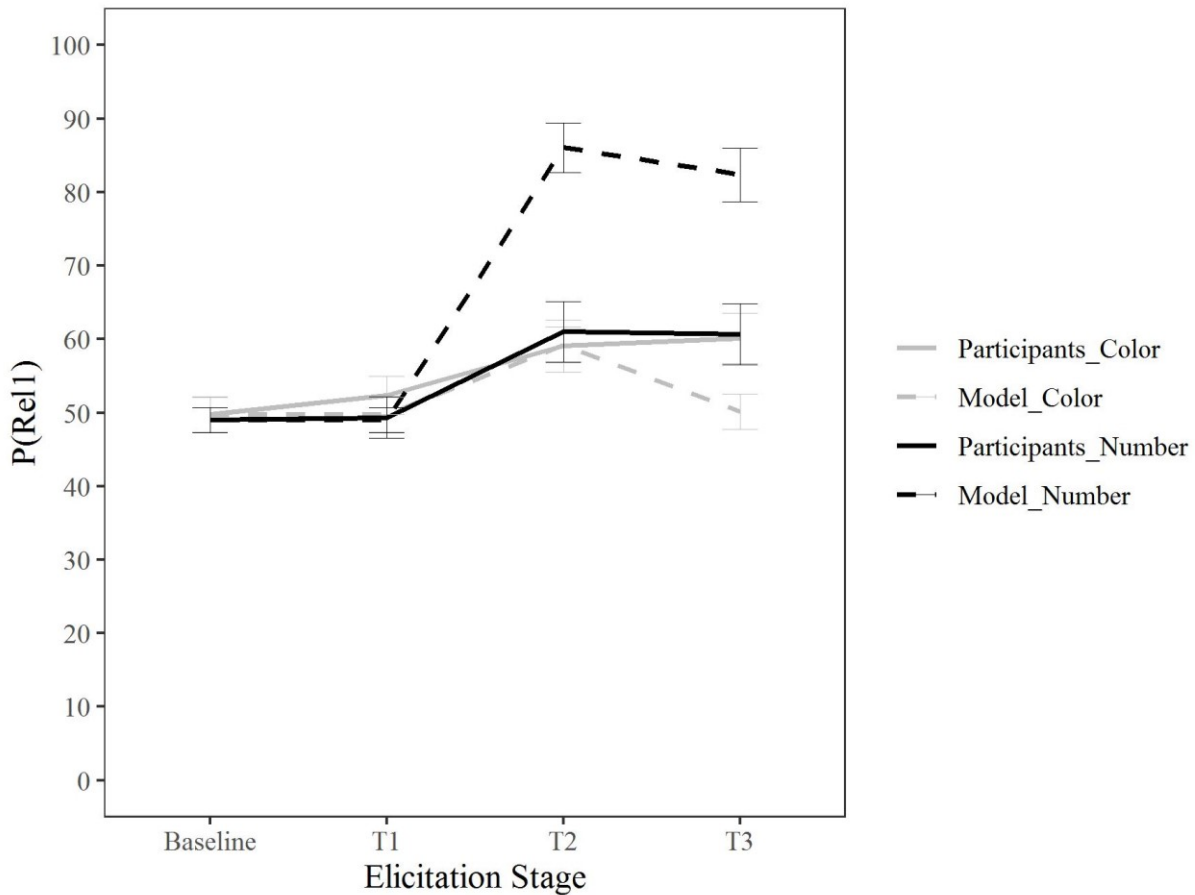 P(Rel1)
100
90
80
70
60
50
40
30
20
10
0
Baseline T1 T2 T3
Elicitation Stage
Participants_Color
Model_Color
Participants_Number
Model_Number